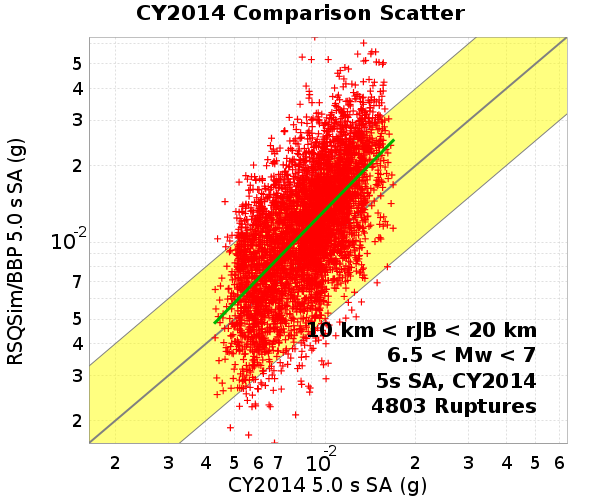 CY2014 Comparison Scatter
RSQSim/BBP 5.0 s SA (g)
5
4
3
2
10-2
7
5
4
3
2
10 km < rJB < 20 km
6.5 < Mw < 7
5s SA, CY2014
4803 Ruptures
2 3 4 5 6 7 10-2 2 3 4 5 6
CY2014 5.0 s SA (g)